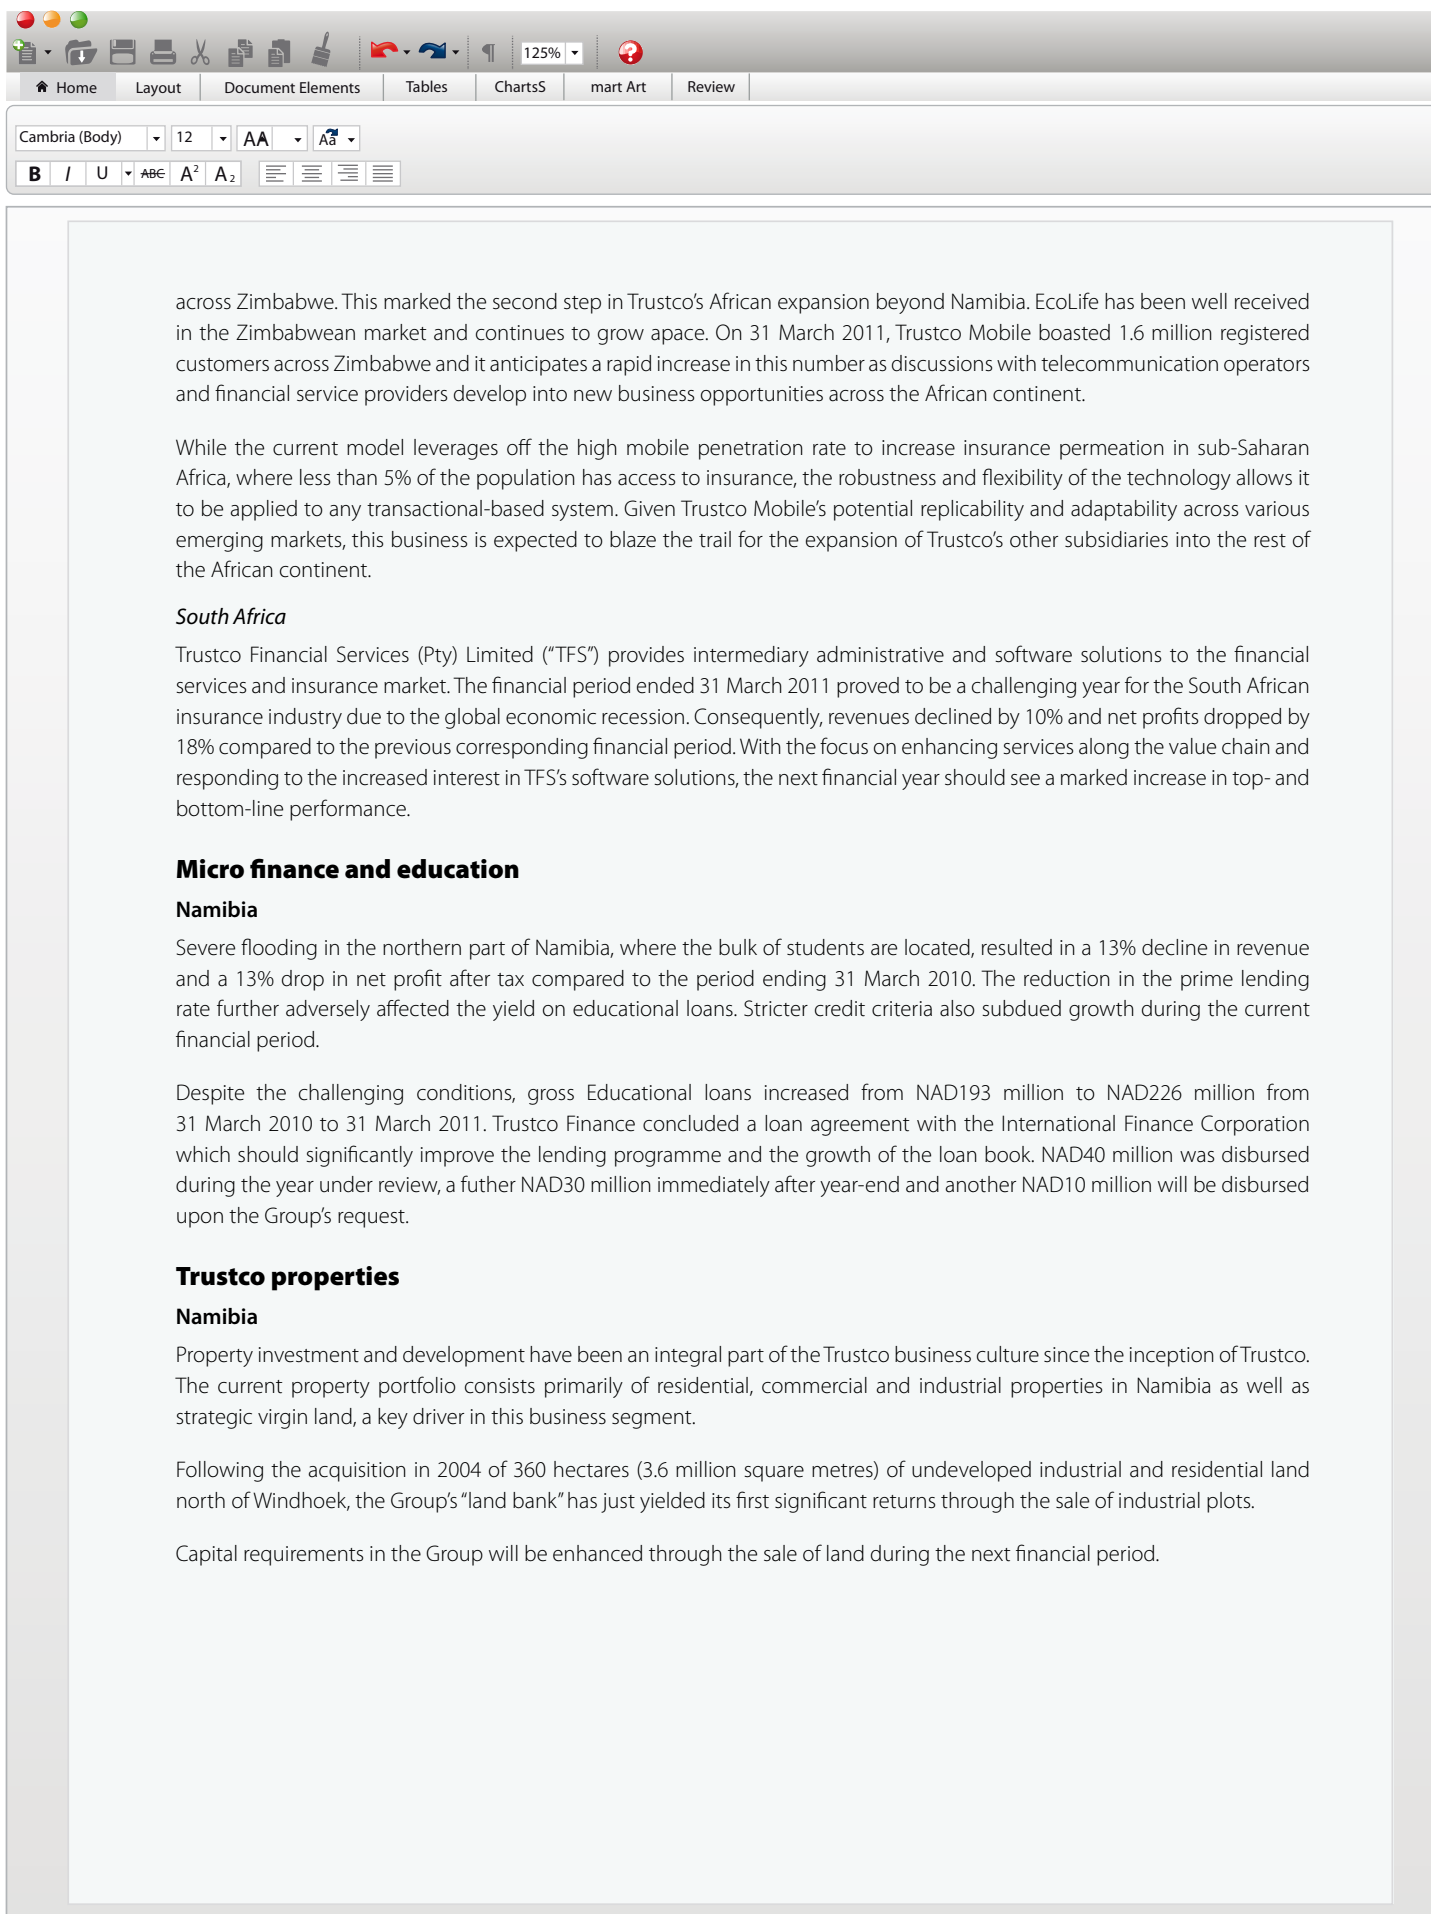 125%
Home Layout Document Elements Tables ChartsS mart Art Review
Cambria (Body) 12 AA Aa
B I U ABC A2 A2
across Zimbabwe. This marked the second step in Trustco's African expansion beyond Namibia. EcoLife has been well received
in the Zimbabwean market and continues to grow apace. On 31 March 2011, Trustco Mobile boasted 1.6 million registered
customers across Zimbabwe and it anticipates a rapid increase in this number as discussions with telecommunication operators
and financial service providers develop into new business opportunities across the African continent.
While the current model leverages off the high mobile penetration rate to increase insurance permeation in sub-Saharan
Africa, where less than 5% of the population has access to insurance, the robustness and flexibility of the technology allows it
to be applied to any transactional-based system. Given Trustco Mobile's potential replicability and adaptability across various
emerging markets, this business is expected to blaze the trail for the expansion of Trustco's other subsidiaries into the rest of
the African continent.
South Africa
Trustco Financial Services (Pty) Limited ("TFS") provides intermediary administrative and software solutions to the financial
services and insurance market. The financial period ended 31 March 2011 proved to be a challenging year for the South African
insurance industry due to the global economic recession. Consequently, revenues declined by 10% and net profits dropped by
18% compared to the previous corresponding financial period. With the focus on enhancing services along the value chain and
responding to the increased interest in TFS's software solutions, the next financial year should see a marked increase in top- and
bottom-line performance.
Micro finance and education
Namibia
Severe flooding in the northern part of Namibia, where the bulk of students are located, resulted in a 13% decline in revenue
and a 13% drop in net profit after tax compared to the period ending 31 March 2010. The reduction in the prime lending
rate further adversely affected the yield on educational loans. Stricter credit criteria also subdued growth during the current
financial period.
Despite the challenging conditions, gross Educational loans increased from NAD193 million to NAD226 million from
31 March 2010 to 31 March 2011. Trustco Finance concluded a loan agreement with the International Finance Corporation
which should significantly improve the lending programme and the growth of the loan book. NAD40 million was disbursed
during the year under review, a futher NAD30 million immediately after year-end and another NAD10 million will be disbursed
upon the Group's request.
Trustco properties
Namibia
Property investment and development have been an integral part of the Trustco business culture since the inception of Trustco.
The current property portfolio consists primarily of residential, commercial and industrial properties in Namibia as well as
strategic virgin land, a key driver in this business segment.
Following the acquisition in 2004 of 360 hectares (3.6 million square metres) of undeveloped industrial and residential land
north of Windhoek, the Group's "land bank" has just yielded its first significant returns through the sale of industrial plots.
Capital requirements in the Group will be enhanced through the sale of land during the next financial period.